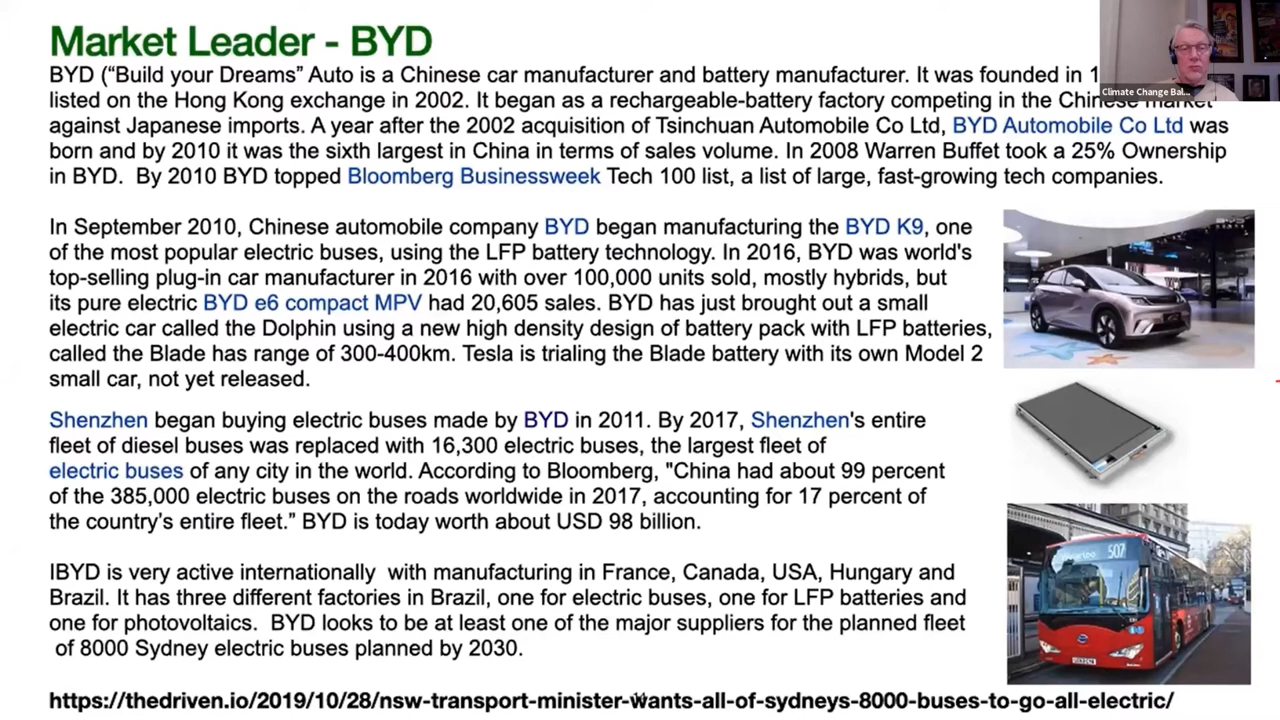 Market Leader - BYD
BYD (“Build your Dreams” Auto is a Chinese car manufacturer and battery manufacturer. It was founded in 1
Climate Change Bal...
listed on the Hong Kong exchange in 2002. It began as a rechargeable-battery factory competing in the Chinese market
against Japanese imports. A year after the 2002 acquisition of Tsinchuan Automobile Co Ltd, BYD Automobile Co Ltd was
born and by 2010 it was the sixth largest in China in terms of sales volume. In 2008 Warren Buffet took a 25% Ownership
in BYD. By 2010 BYD topped Bloomberg Businessweek Tech 100 list, a list of large, fast-growing tech companies.
In September 2010, Chinese automobile company BYD began manufacturing the BYD K9, one
of the most popular electric buses, using the LFP battery technology. In 2016, BYD was world's
top-selling plug-in car manufacturer in 2016 with over 100,000 units sold, mostly hybrids, but
its pure electric BYD e6 compact MPV had 20,605 sales. BYD has just brought out a small
electric car called the Dolphin using a new high density design of battery pack with LFP batteries,
called the Blade has range of 300-400km. Tesla is trialing the Blade battery with its own Model 2
small car, not yet released.
Shenzhen began buying electric buses made by BYD in 2011. By 2017, Shenzhen's entire
fleet of diesel buses was replaced with 16,300 electric buses, the largest fleet of
electric buses of any city in the world. According to Bloomberg, "China had about 99 percent
of the 385,000 electric buses on the roads worldwide in 2017, accounting for 17 percent of
the country's entire fleet.” BYD is today worth about USD 98 billion.
507
IBYD is very active internationally with manufacturing in France, Canada, USA, Hungary and
Brazil. It has three different factories in Brazil, one for electric buses, one for LFP batteries and
one for photovoltaics. BYD looks to be at least one of the major suppliers for the planned fleet
of 8000 Sydney electric buses planned by 2030.
https://thedriven.io/2019/10/28/nsw-transport-minister-wants-all-of-sydneys-8000-buses-to-go-all-electric/